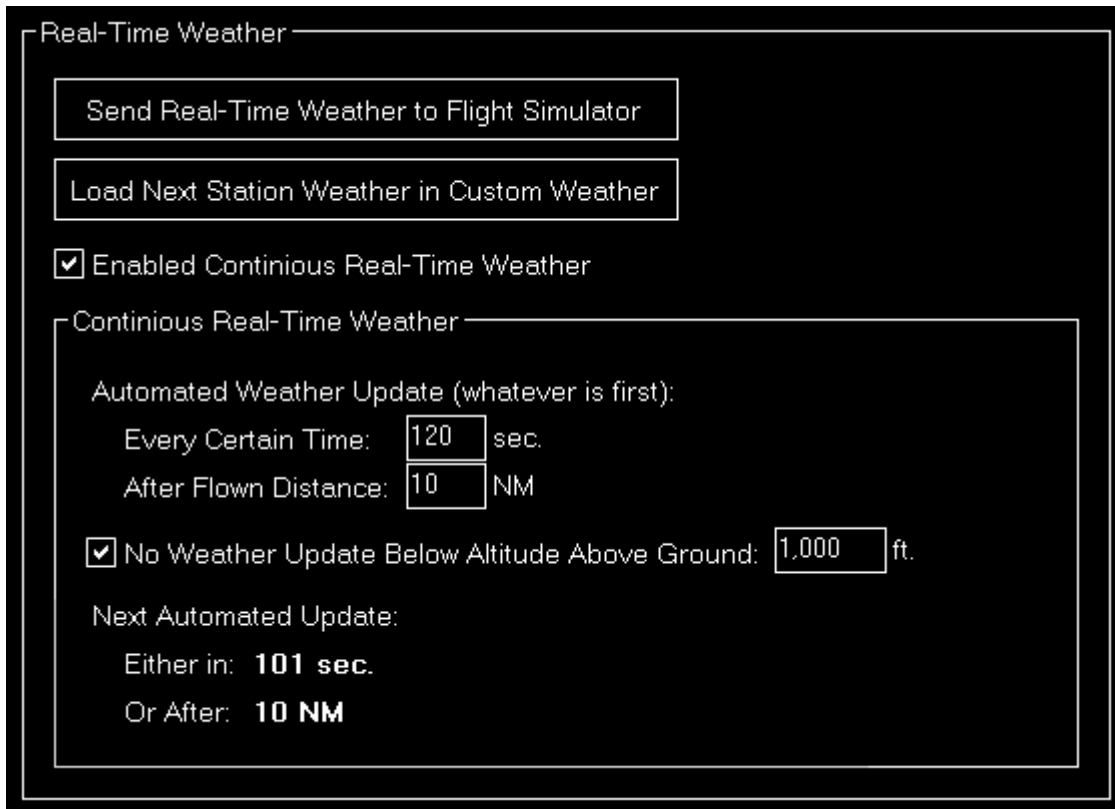 Real-Time Weather
Send Real-Time Weather to Flight Simulator
Load Next Station Weather in Custom Weather
Enabled Continious Real-Time Weather
Continious Real-Time Weather
Automated Weather Update (whatever is first):
Every Certain Time: 120 sec.
After Flown Distance: 10 NM
No Weather Update Below Altitude Above Ground: 1,000 ft.
Next Automated Update:
Either in: 101 sec.
Or After: 10 NM